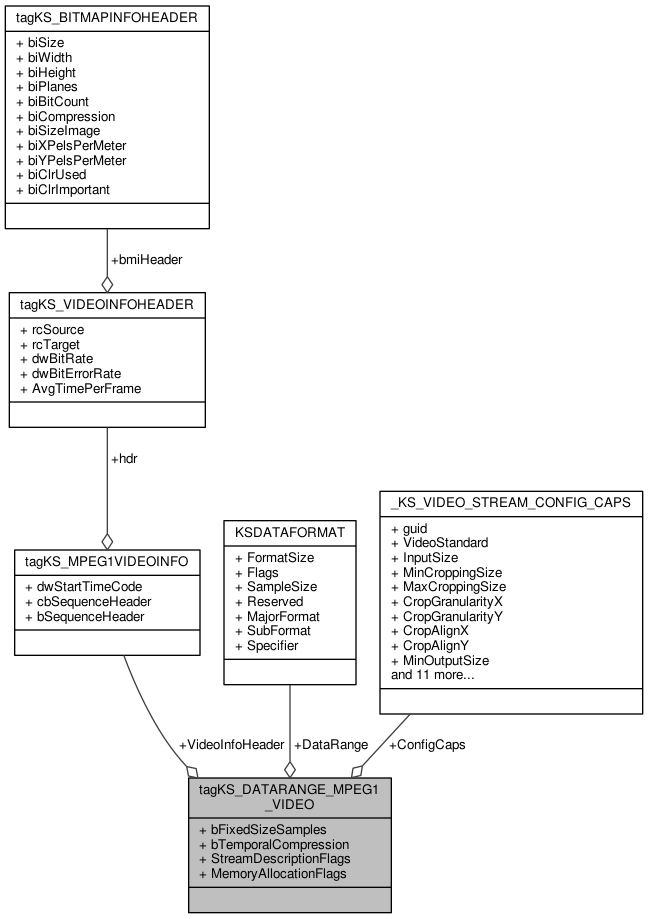 tagKS_BITMAPINFOHEADER
+ biSize
+ biWidth
+ biHeight
+ biPlanes
+ biBitCount
+ biCompression
+ biSizeImage
+ biXPelsPerMeter
+ biYPelsPerMeter
+ biClrUsed
+ biClrImportant
+bmiHeader
tagKS_VIDEOINFOHEADER
+ rcSource
+ rcTarget
+ dwBitRate
+ dwBitErrorRate
+ AvgTimePerFrame
+hdr
tagKS_MPEG1VIDEOINFO
+ dwStartTimeCode
+ cbSequenceHeader
+ bSequenceHeader
KSDATAFORMAT
+ FormatSize
+ Flags
+ SampleSize
+ Reserved
+ MajorFormat
+ SubFormat
+ Specifier
_KS_VIDEO_STREAM_CONFIG_CAPS
+ guid
+ VideoStandard
+ InputSize
+ MinCroppingSize
+ MaxCroppingSize
+ CropGranularityX
+ CropGranularityY
+ CropAlignX
+ CropAlignY
+ MinOutputSize
and 11 more...
+VideoInfoHeader
+DataRange
+ConfigCaps
tagKS_DATARANGE_MPEG1
_VIDEO
+ bFixedSizeSamples
+ bTemporalCompression
+ StreamDescriptionFlags
+ MemoryAllocationFlags